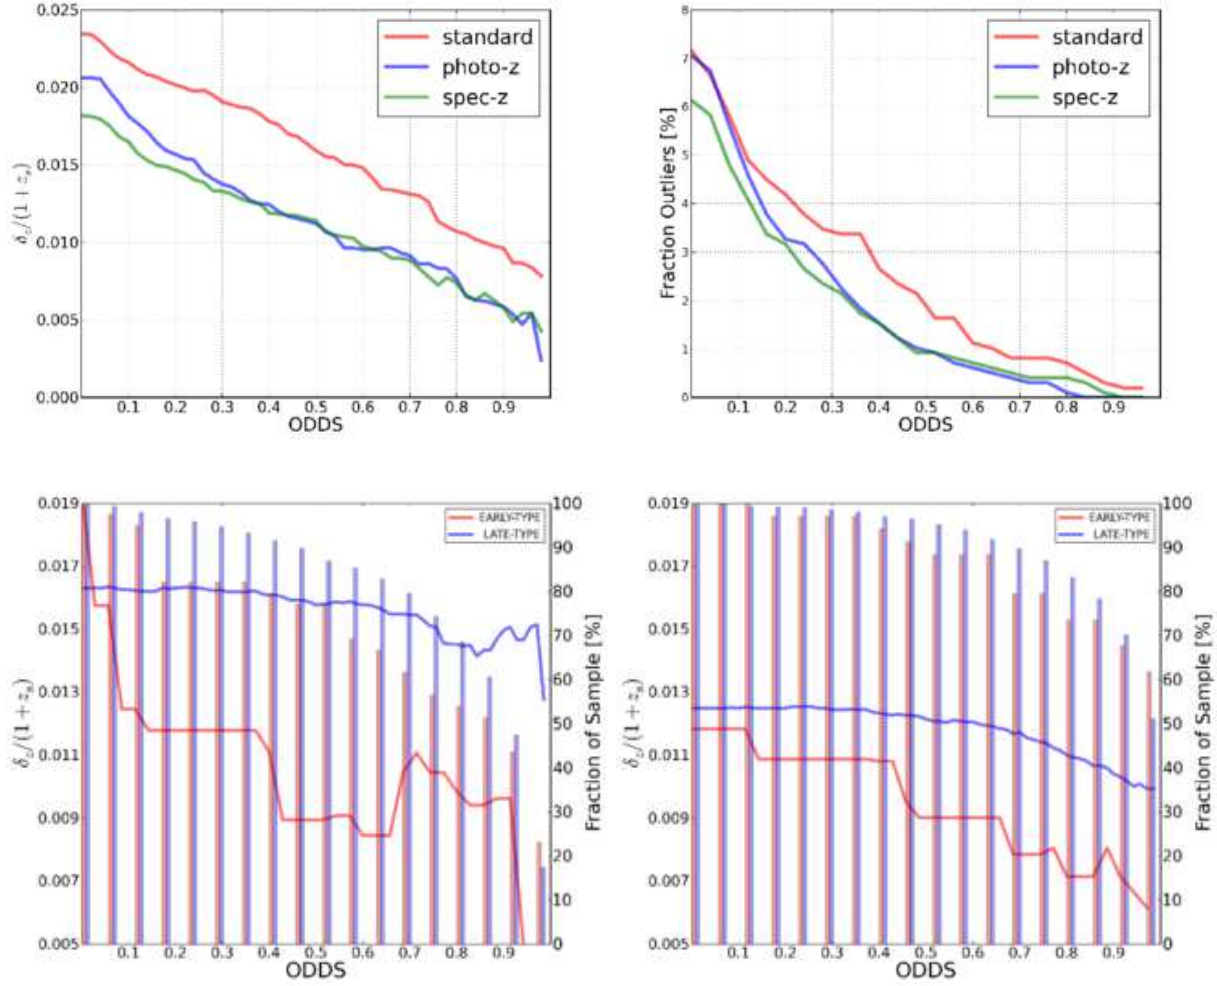 0.025
0.020
0.015
0.010
0.005
0.000
δz/(1+zs)
0.1 0.2 0.3 0.4 0.5 0.6 0.7 0.8 0.9
ODDS
standard
photo-z
spec-z
8
7
6
5
4
3
2
1
0
Fraction Outliers [%]
0.1 0.2 0.3 0.4 0.5 0.6 0.7 0.8 0.9
ODDS
standard
photo-z
spec-z
0.019
0.017
0.015
0.013
0.011
0.009
0.007
0.005
δz/(1+zs)
0.1 0.2 0.3 0.4 0.5 0.6 0.7 0.8 0.9
ODDS
EARLY-TYPE
LATE-TYPE
100
90
80
70
60
50
40
30
20
10
0
Fraction of Sample [%]
0.019
0.017
0.015
0.013
0.011
0.009
0.007
0.005
δz/(1+zs)
0.1 0.2 0.3 0.4 0.5 0.6 0.7 0.8 0.9
ODDS
EARLY-TYPE
LATE-TYPE
100
90
80
70
60
50
40
30
20
10
0
Fraction of Sample [%]